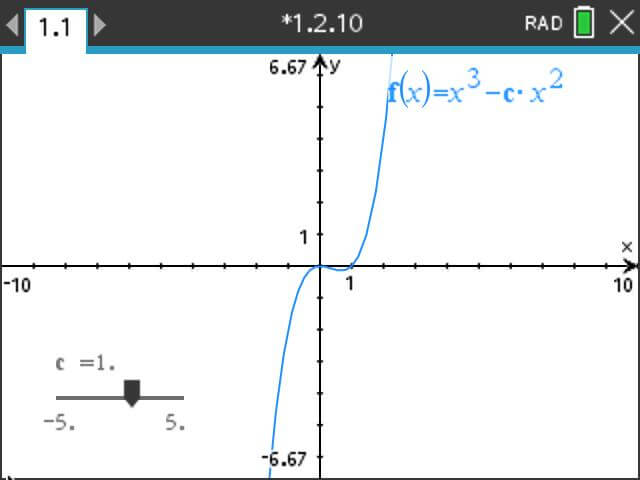 1.1
*1.2.10
RAD
6.67
y
f(x)=x³−c· x²
1
x
-10
1
10
c =1.
-5.
5.
-6.67